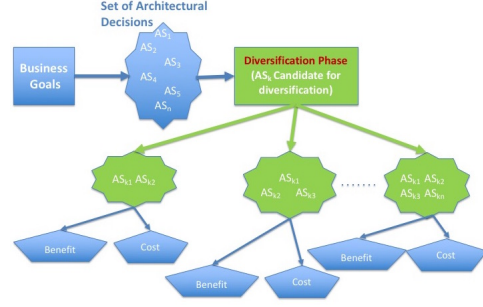 Set of Architectural
Decisions
Business
Goals
AS1
AS2
AS3
AS4
AS5
ASn
Diversification Phase
(ASk Candidate for
diversification)
ASk1 ASk2
ASk1
ASk2 ASk3
.......
ASk1 ASk2
ASk3 ASkn
Benefit
Cost
Benefit
Cost
Benefit
Cost